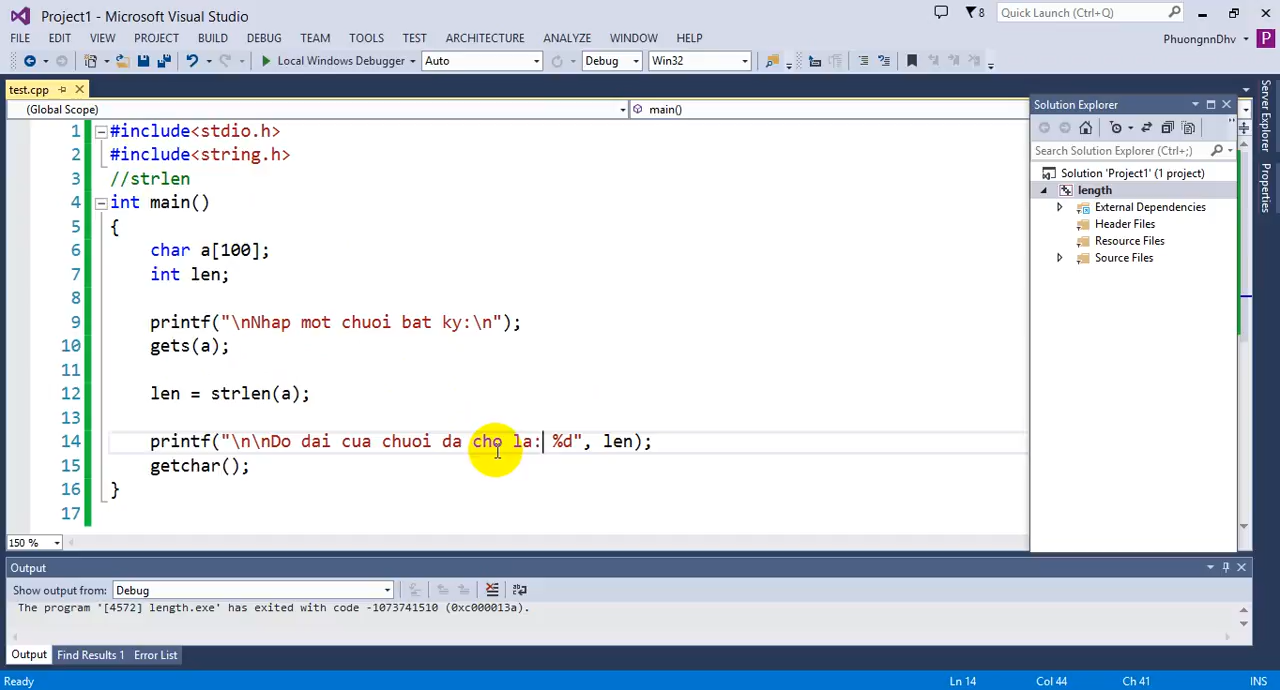 Project1 - Microsoft Visual Studio
8
Quick Launch (Ctrl+Q)
FILE EDIT VIEW PROJECT BUILD DEBUG TEAM TOOLS TEST ARCHITECTURE ANALYZE WINDOW HELP
PhuongnnDhv
P
Local Windows Debugger
Auto
Debug
Win32
test.cpp
(Global Scope)
main()
1 #include<stdio.h>
2 #include<string.h>
3 //strlen
4 int main()
5 {
6 char a[100];
7 int len;
8
9 printf("\nNhap mot chuoi bat ky:\n");
10 gets(a);
11
12 len = strlen(a);
13
14 printf("\n\nDo dai cua chuoi da cho la: %d", len);
15 getchar();
16 }
17
150 %
Solution Explorer
Search Solution Explorer (Ctrl+;)
Solution 'Project1' (1 project)
length
External Dependencies
Header Files
Resource Files
Source Files
Server Explorer
Properties
Output
Show output from: Debug
The program '[4572] length.exe' has exited with code -1073741510 (0xc000013a).
Output Find Results 1 Error List
Ready
Ln 14
Col 44
Ch 41
INS